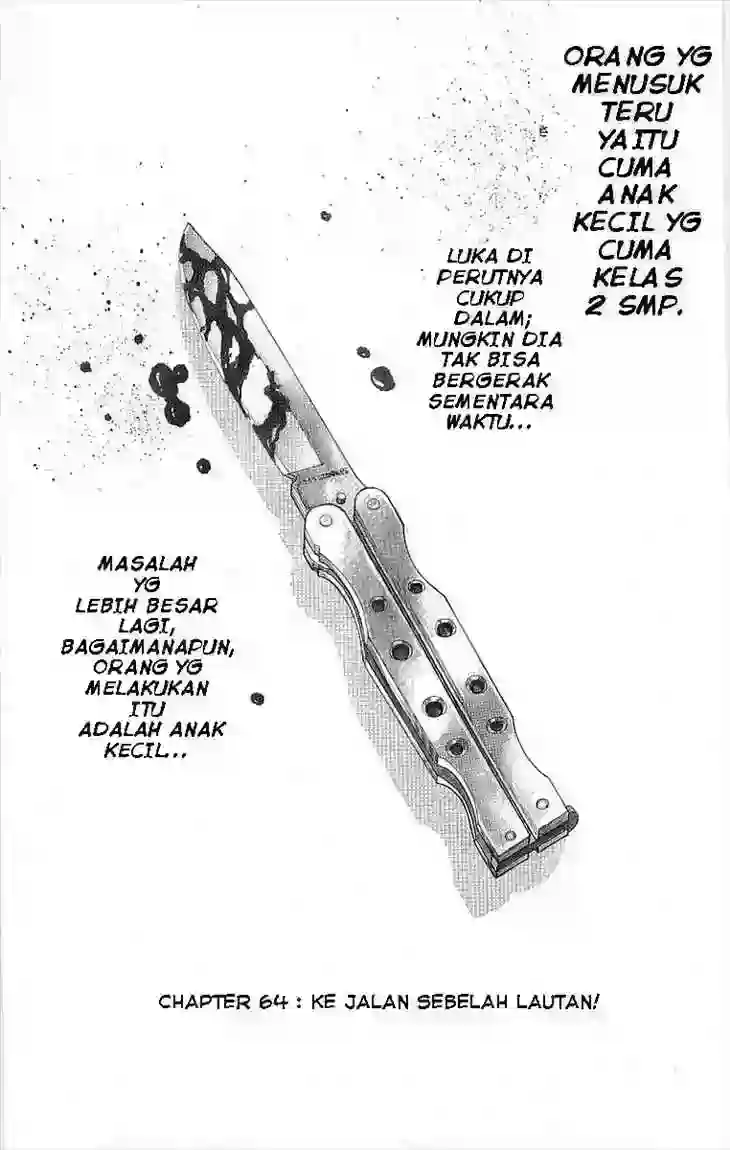 ORANG YG
MENUSUK
TERU
YAITU
CUMA
ANAK
KECIL YG
CUMA
KELAS
2 SMP.
LUKA DI
PERUTNYA
CUKUP
DALAM;
MUNGKIN DIA
TAK BISA
BERGERAK
SEMENTARA
WAKTU...
MASALAH
YG
LEBIH BESAR
LAGI,
BAGAIMANAPUN,
ORANG YG
MELAKUKAN
ITU
ADALAH ANAK
KECIL...
CHAPTER 64 : KE JALAN SEBELAH LAUTAN!